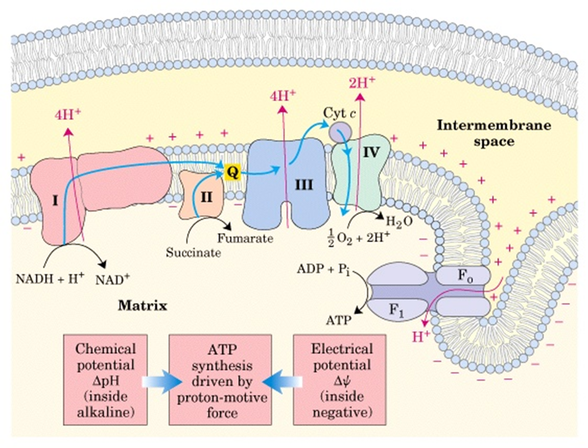 4H⁺
4H⁺
2H⁺
Cyt c
Intermembrane
space
I
Q
II
III
IV
NADH + H⁺
NAD⁺
Succinate
Fumarate
½O₂ + 2H⁺
H₂O
Matrix
ADP + Pᵢ
ATP
F₁
Fₒ
H⁺
Chemical
potential
ΔpH
(inside
alkaline)
ATP
synthesis
driven by
proton-motive
force
Electrical
potential
Δψ
(inside
negative)